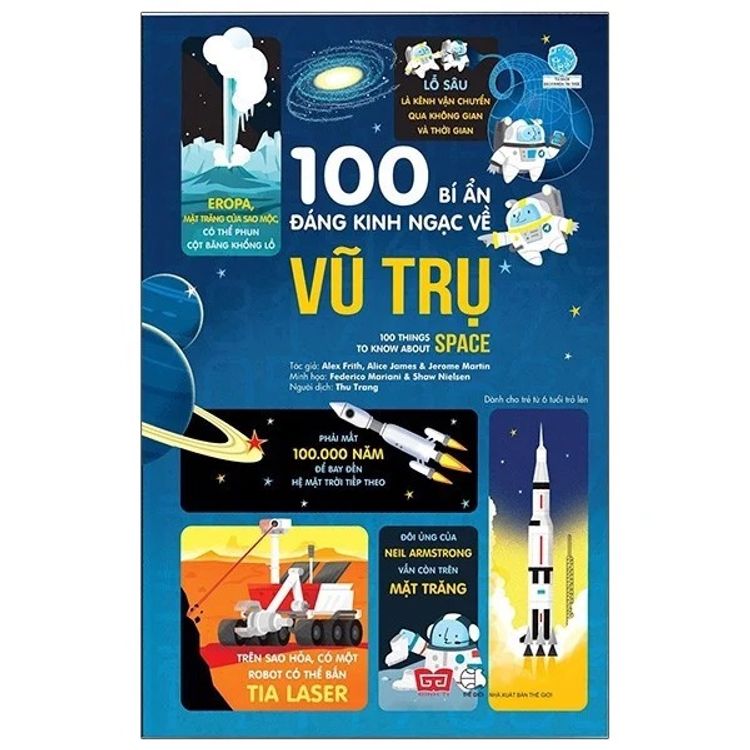 LỖ SÂU
LÀ KÊNH VẬN CHUYỂN
QUA KHÔNG GIAN
VÀ THỜI GIAN
EROPA,
MẶT TRĂNG CỦA SAO MỘC,
CÓ THỂ PHUN
CỘT BĂNG KHỔNG LỒ
100 BÍ ẨN
ĐÁNG KINH NGẠC VỀ
VŨ TRỤ
100 THINGS
TO KNOW ABOUT SPACE
Tác giả: Alex Frith, Alice James & Jerome Martin
Minh họa: Federico Mariani & Shaw Nielsen
Người dịch: Thu Trang
Dành cho trẻ từ 6 tuổi trở lên
PHẢI MẤT
100.000 NĂM
ĐỂ BAY ĐẾN
HỆ MẶT TRỜI TIẾP THEO
ĐÔI ỦNG CỦA
NEIL ARMSTRONG
VẪN CÒN TRÊN
MẶT TRĂNG
TRÊN SAO HỎA, CÓ MỘT
ROBOT CÓ THỂ BẮN
TIA LASER
ĐINH TỊ
THẾ GIỚI
NHÀ XUẤT BẢN THẾ GIỚI